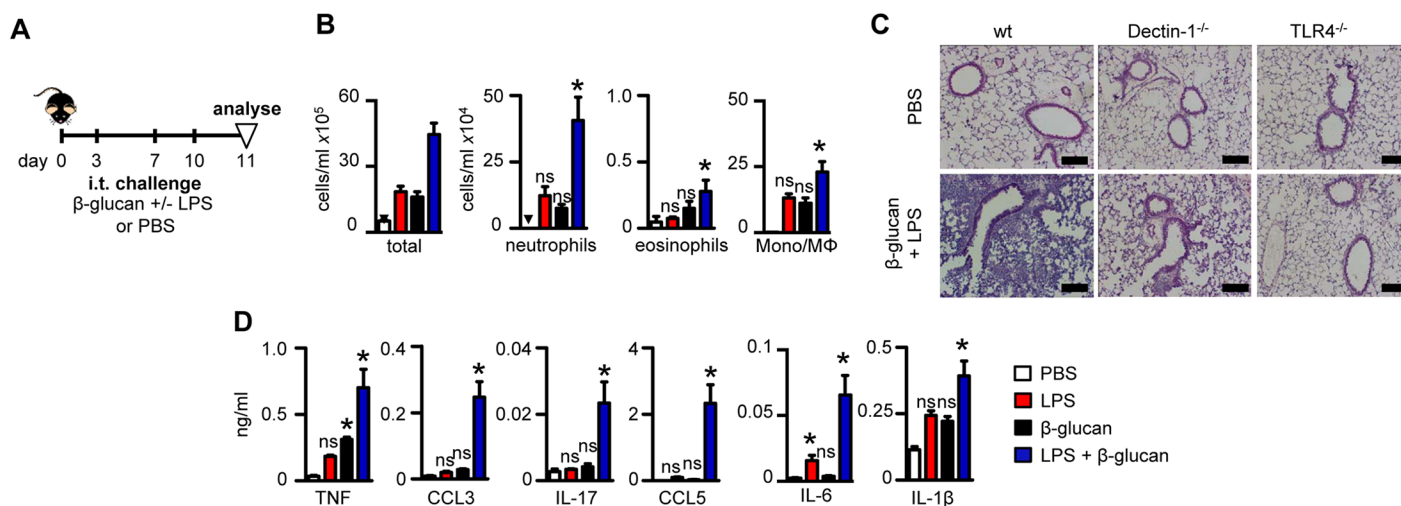 A
analyse
day 0 3 7 10 11
i.t. challenge
β-glucan +/- LPS
or PBS
B
cells/ml x10⁵
60
30
0
total
cells/ml x10⁴
50
25
0
ns
ns
*
neutrophils
1.0
0.5
0
ns
ns
*
eosinophils
50
25
0
ns
ns
*
Mono/MΦ
C
wt Dectin-1⁻/⁻ TLR4⁻/⁻
PBS
β-glucan
+ LPS
D
ng/ml
1.0
0.5
0
ns
*
*
TNF
0.4
0.2
0
ns
ns
*
CCL3
0.04
0.02
0
ns
ns
*
IL-17
4
2
0
ns
ns
*
CCL5
0.1
0.05
0
*
ns
*
IL-6
0.5
0.25
0
ns
ns
*
IL-1β
PBS
LPS
β-glucan
LPS + β-glucan